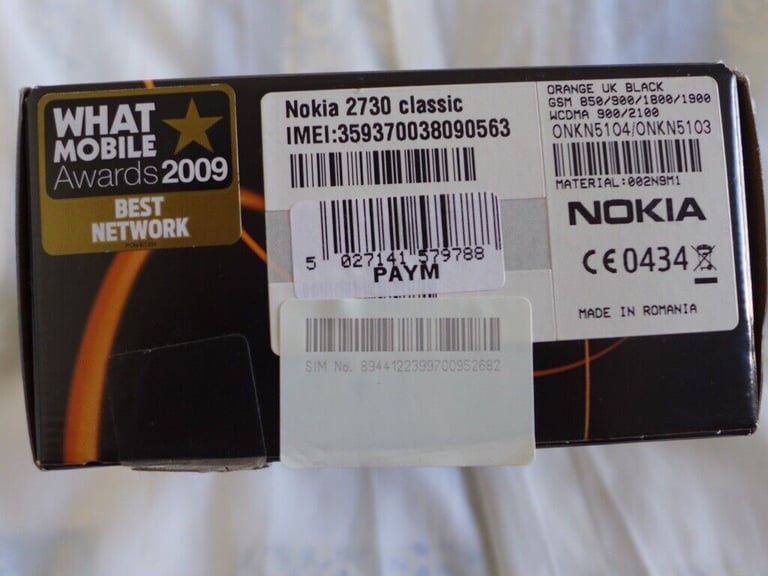 WHAT
MOBILE
Awards 2009
BEST
NETWORK
Nokia 2730 classic
IMEI:359370038090563
5 027141 579788
PAYM
SIM No. 8944122399700952682
ORANGE UK BLACK
GSM 850/900/1800/1900
WCDMA 900/2100
ONKN5104/ONKN5103
MATERIAL:002N9M1
NOKIA
CE0434
MADE IN ROMANIA